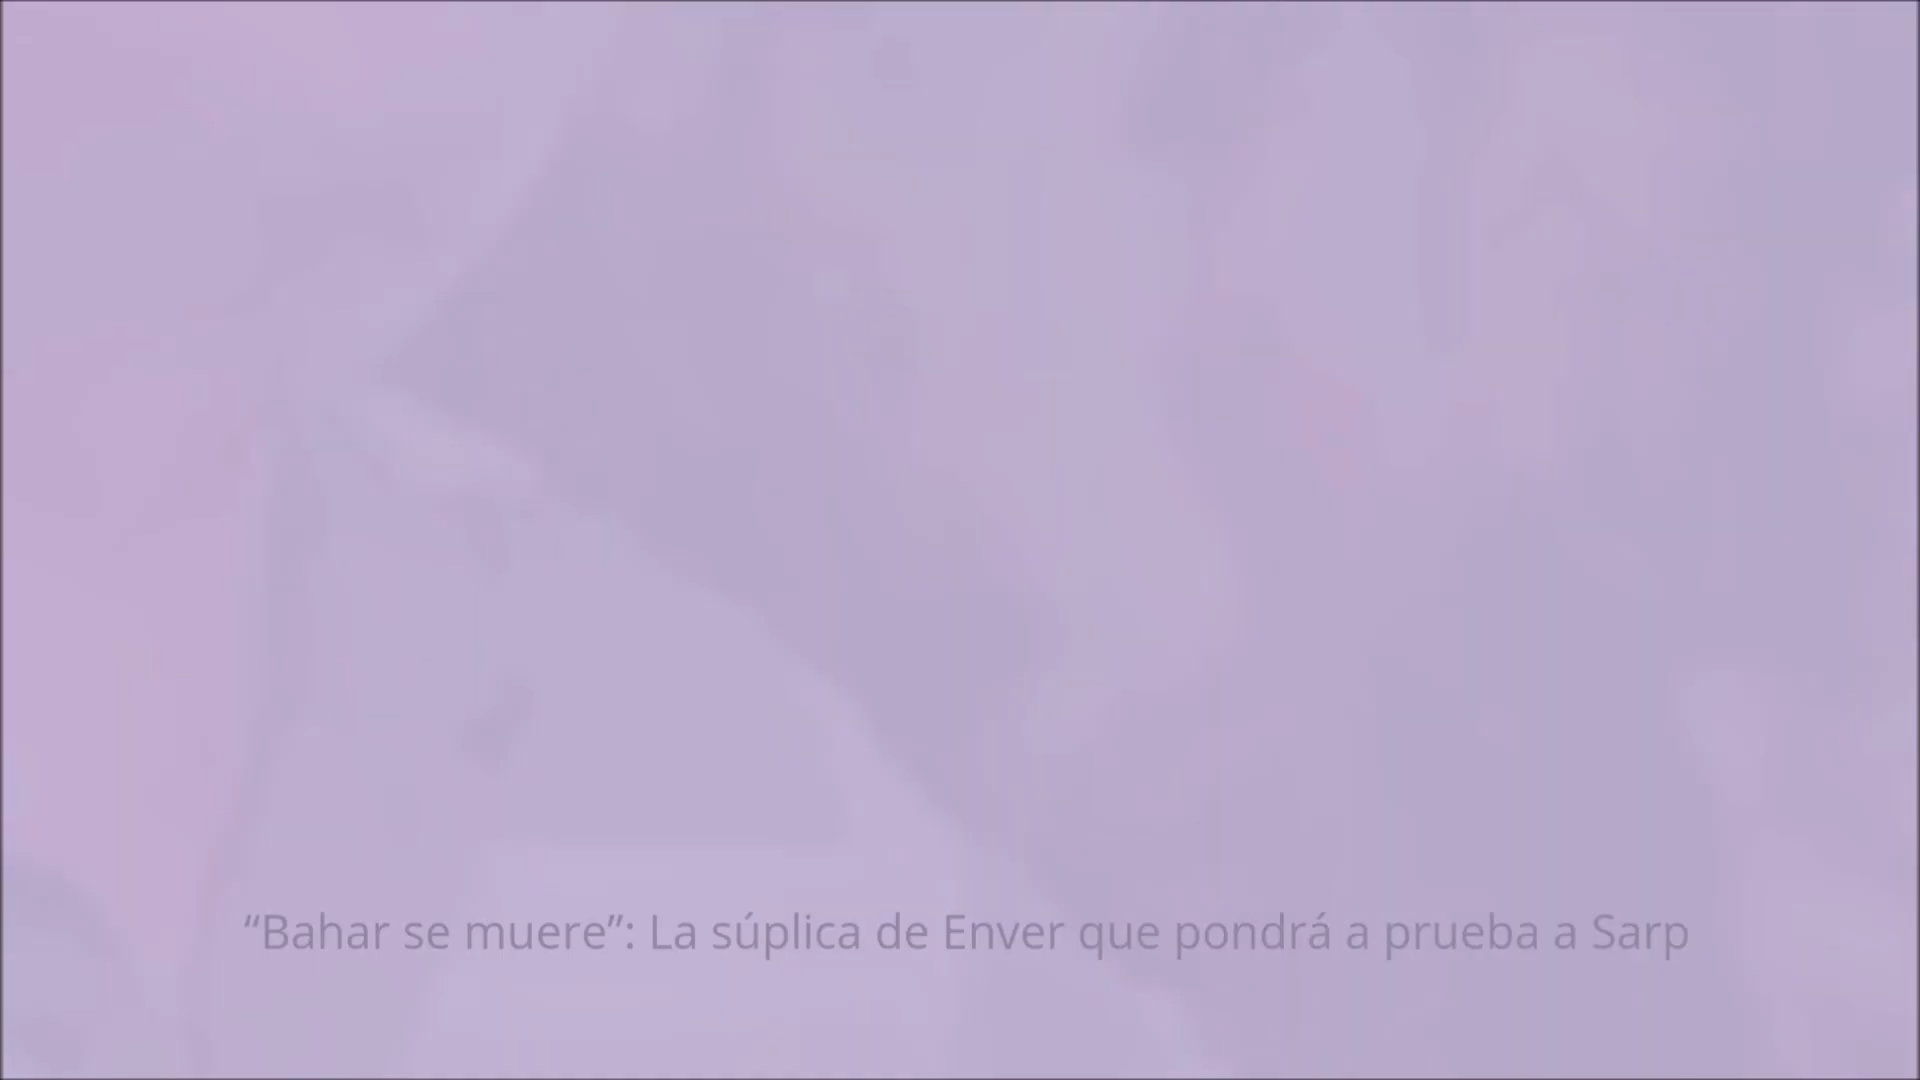 “Bahar se muere”: La súplica de Enver que pondrá a prueba a Sarp